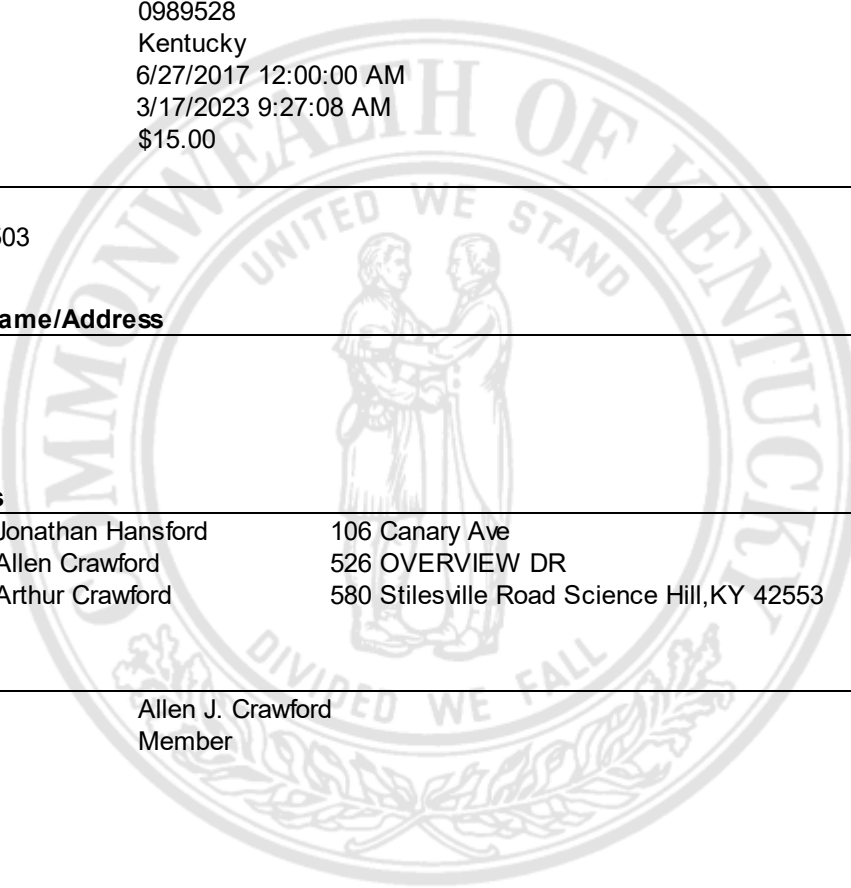 0989528
Kentucky
6/27/2017 12:00:00 AM
3/17/2023 9:27:08 AM
$15.00
COMMONWEALTH OF KENTUCKY
UNITED WE STAND
503
ame/Address
s
Jonathan Hansford 106 Canary Ave
Allen Crawford 526 OVERVIEW DR
Arthur Crawford 580 Stilesville Road Science Hill,KY 42553
DIVIDED WE FALL
Allen J. Crawford
Member